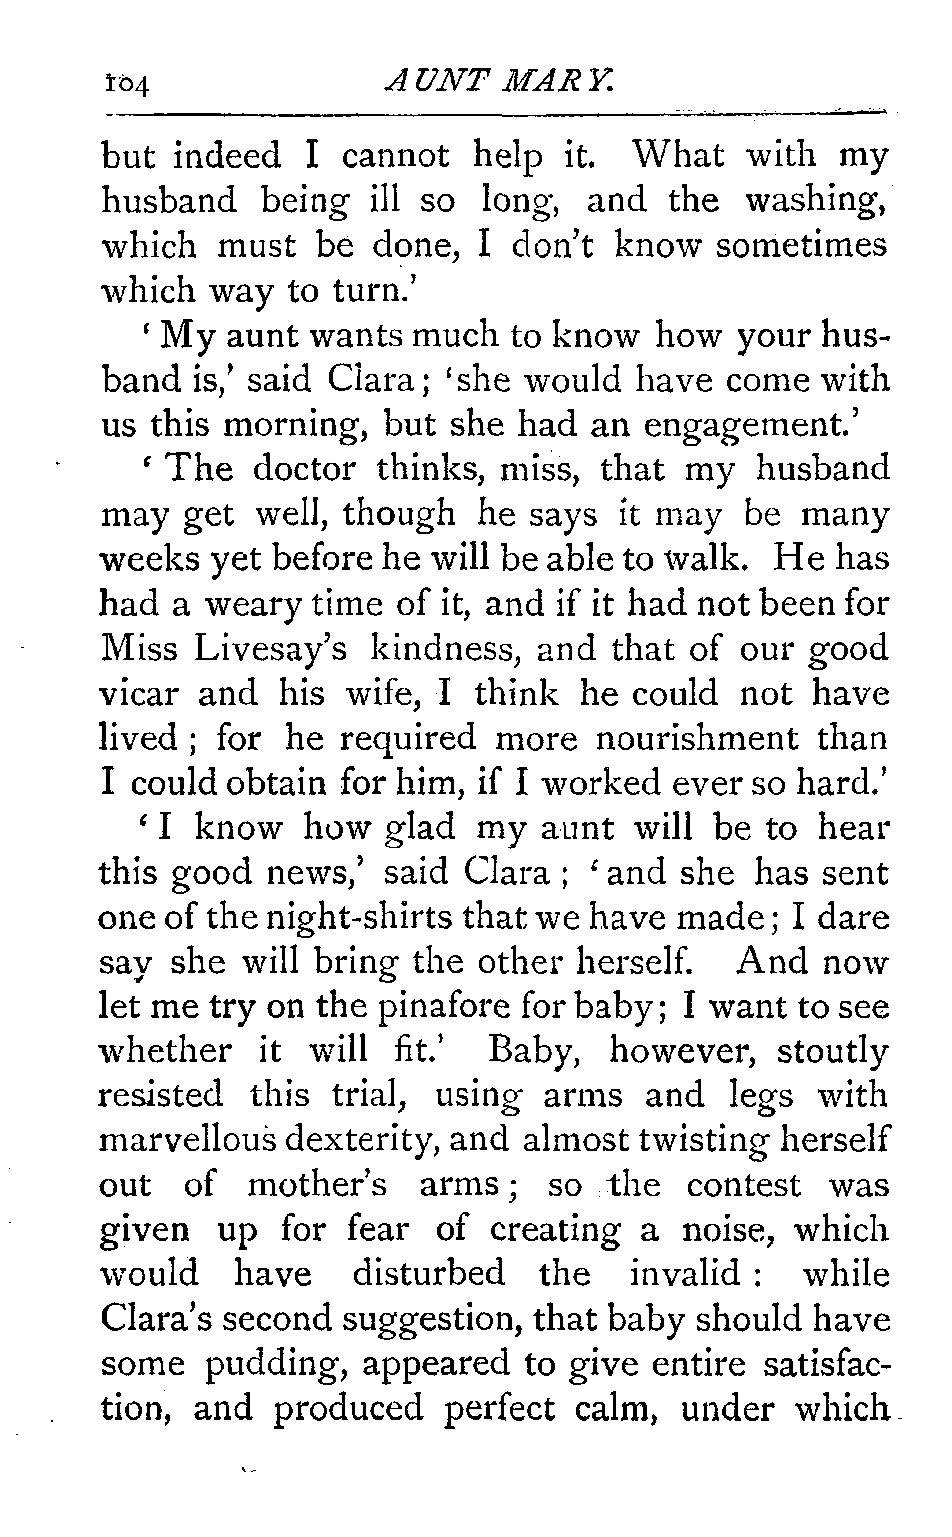 104 AUNT MARY.
but indeed I cannot help it. What with my
husband being ill so long, and the washing,
which must be done, I don't know sometimes
which way to turn.'
‘ My aunt wants much to know how your hus-
band is,' said Clara; ‘she would have come with
us this morning, but she had an engagement.'
‘ The doctor thinks, miss, that my husband
may get well, though he says it may be many
weeks yet before he will be able to walk. He has
had a weary time of it, and if it had not been for
Miss Livesay's kindness, and that of our good
vicar and his wife, I think he could not have
lived ; for he required more nourishment than
I could obtain for him, if I worked ever so hard.'
‘ I know how glad my aunt will be to hear
this good news,' said Clara ; ‘ and she has sent
one of the night-shirts that we have made; I dare
say she will bring the other herself. And now
let me try on the pinafore for baby; I want to see
whether it will fit.' Baby, however, stoutly
resisted this trial, using arms and legs with
marvellous dexterity, and almost twisting herself
out of mother's arms ; so the contest was
given up for fear of creating a noise, which
would have disturbed the invalid : while
Clara's second suggestion, that baby should have
some pudding, appeared to give entire satisfac-
tion, and produced perfect calm, under which